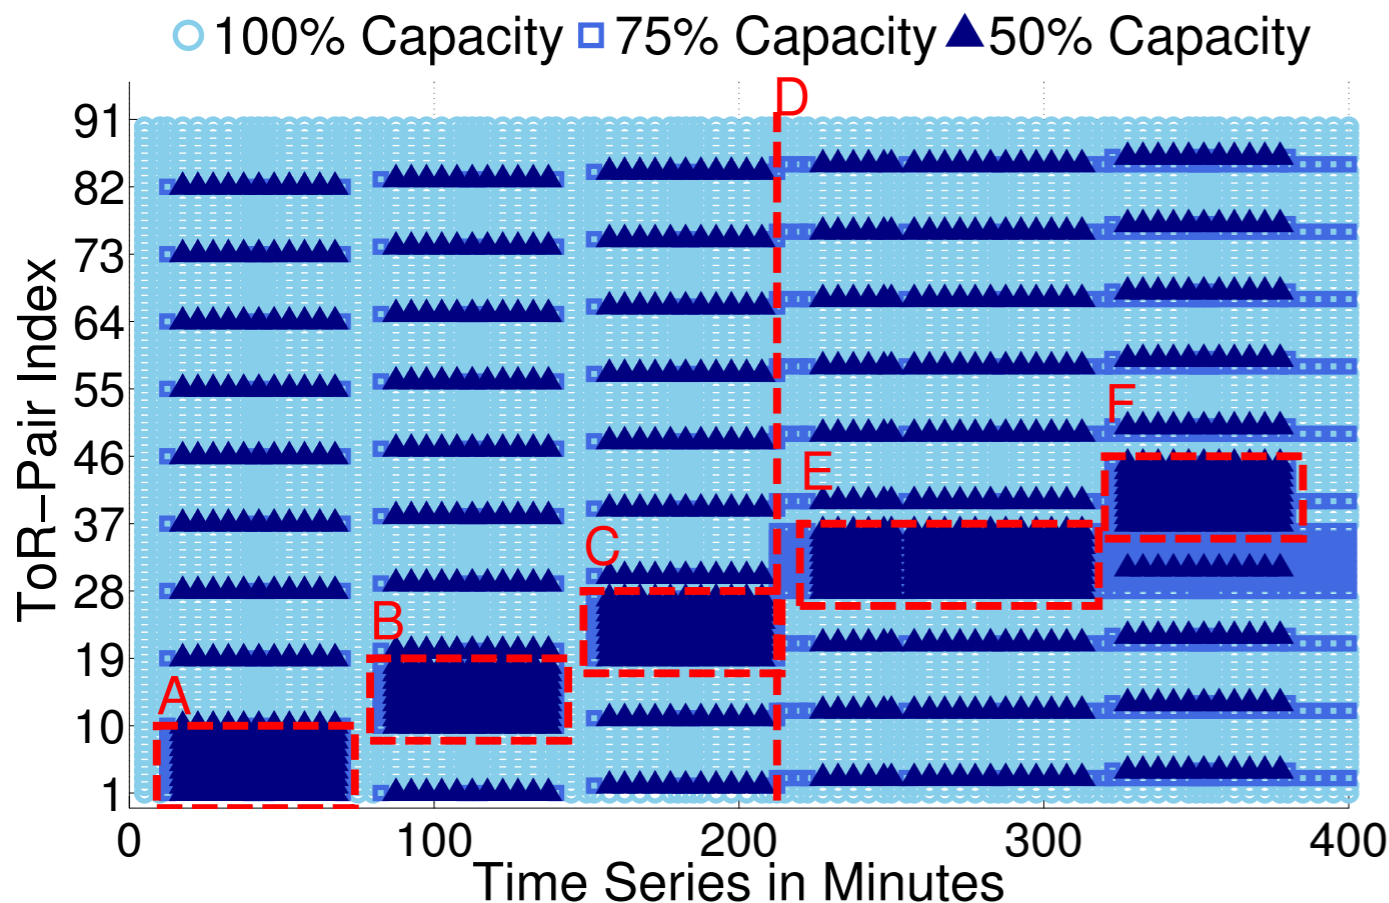 100% Capacity 75% Capacity 50% Capacity
D
91
82
73
64
55
46
37
28
19
10
1
ToR-Pair Index
F
E
C
B
A
0 100 200 300 400
Time Series in Minutes